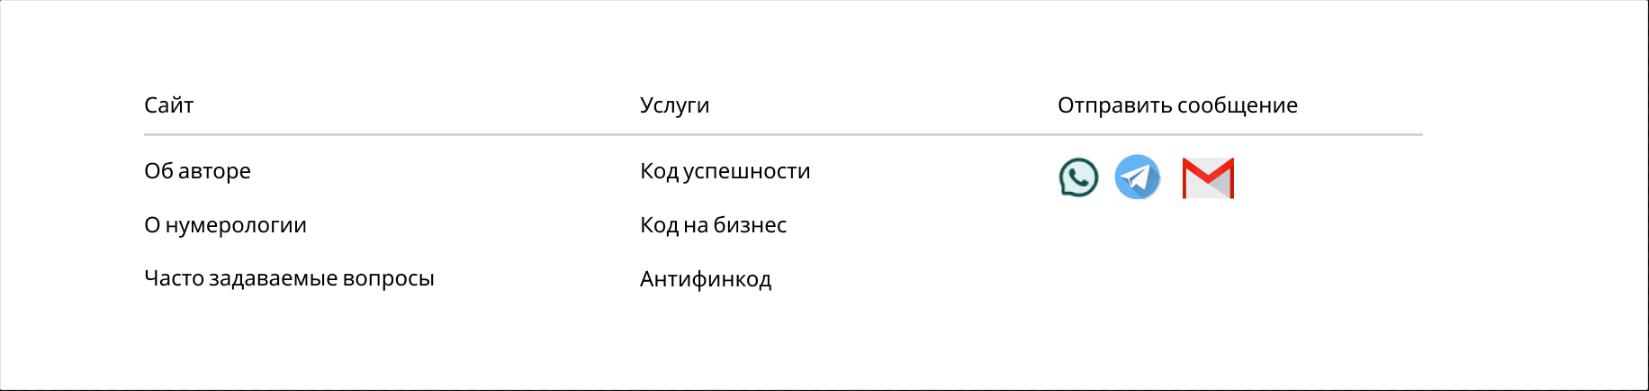 Сайт
Услуги
Отправить сообщение
Об авторе
Код успешности
О нумерологии
Код на бизнес
Часто задаваемые вопросы
Антифинкод